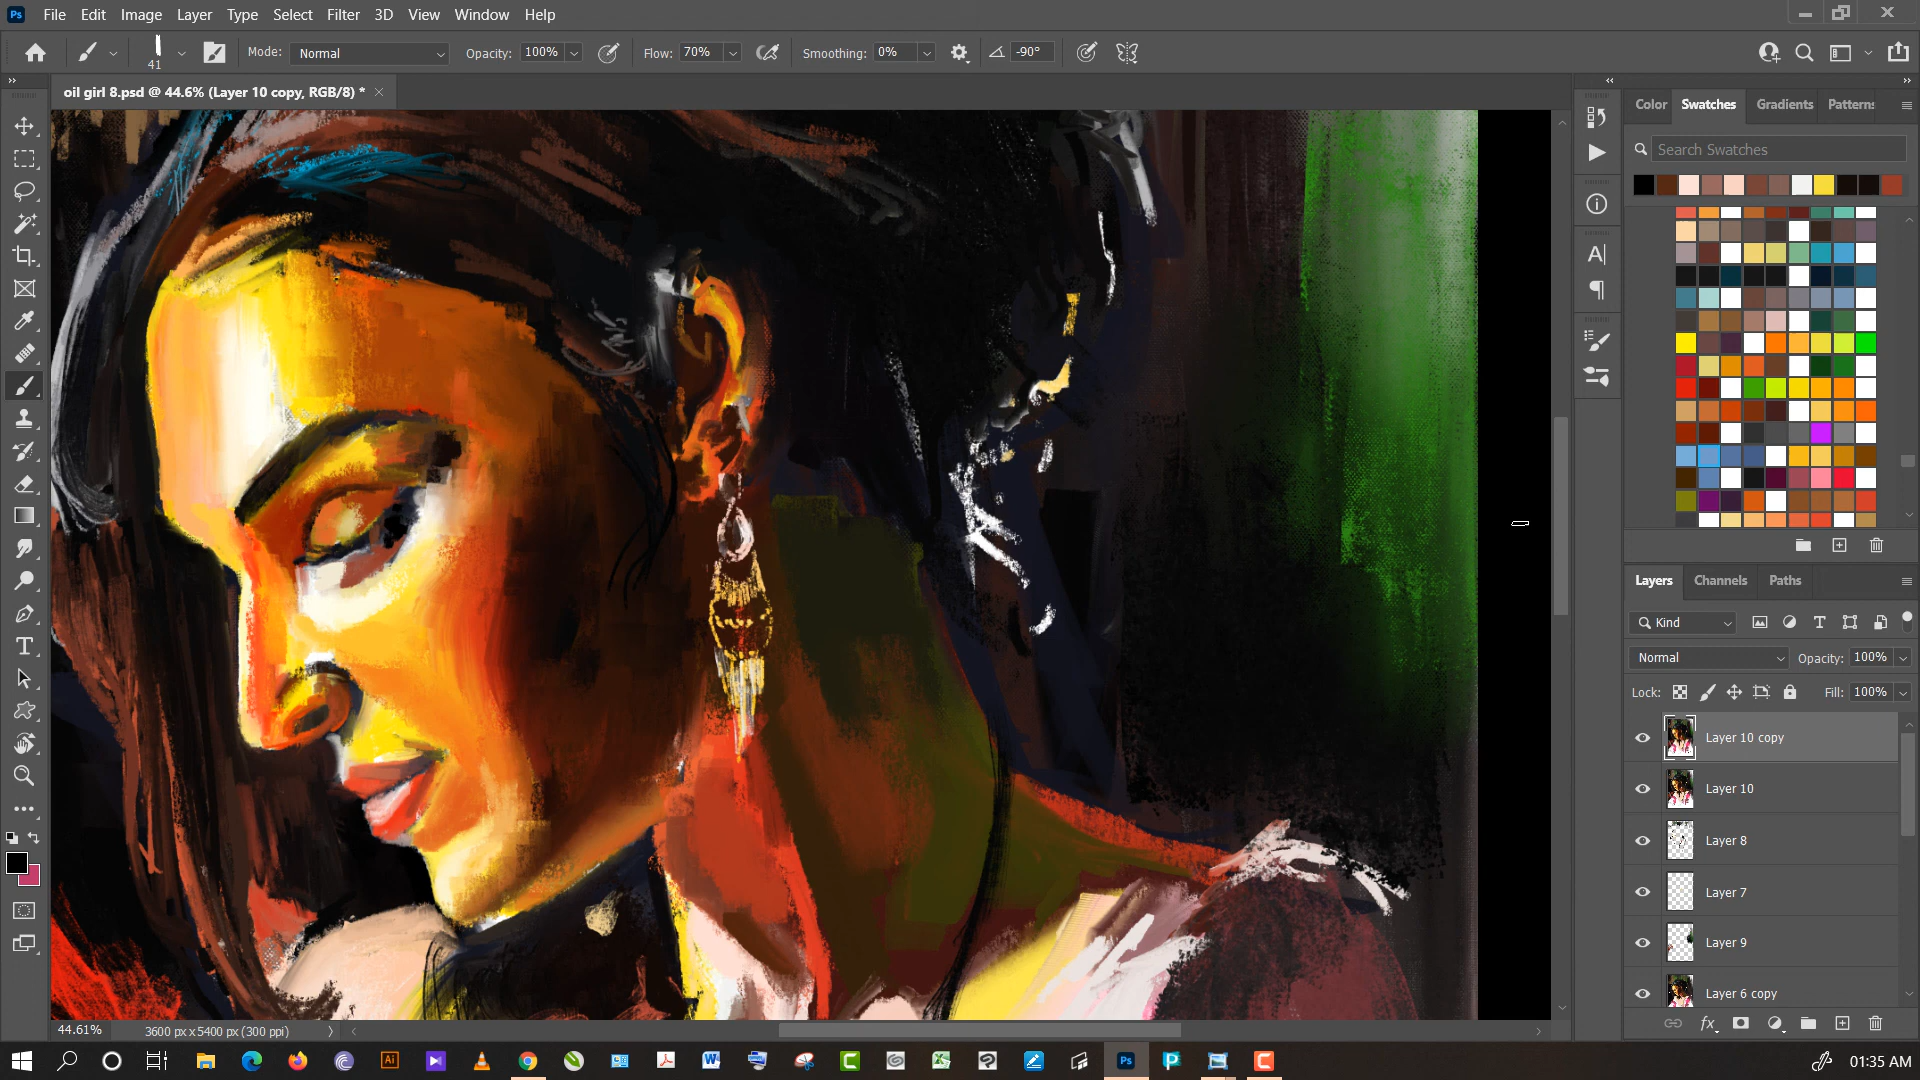 Ps File Edit Image Layer Type Select Filter 3D View Window Help
41 Mode: Normal Opacity: 100% Flow: 70% Smoothing: 0% -90°
oil girl 8.psd @ 44.6% (Layer 10 copy, RGB/8) *
Color Swatches Gradients Patterns
Search Swatches
Layers Channels Paths
Kind
Normal Opacity: 100%
Lock: Fill: 100%
Layer 10 copy
Layer 10
Layer 8
Layer 7
Layer 9
Layer 6 copy
44.61% 3600 px x 5400 px (300 ppi)
01:35 AM